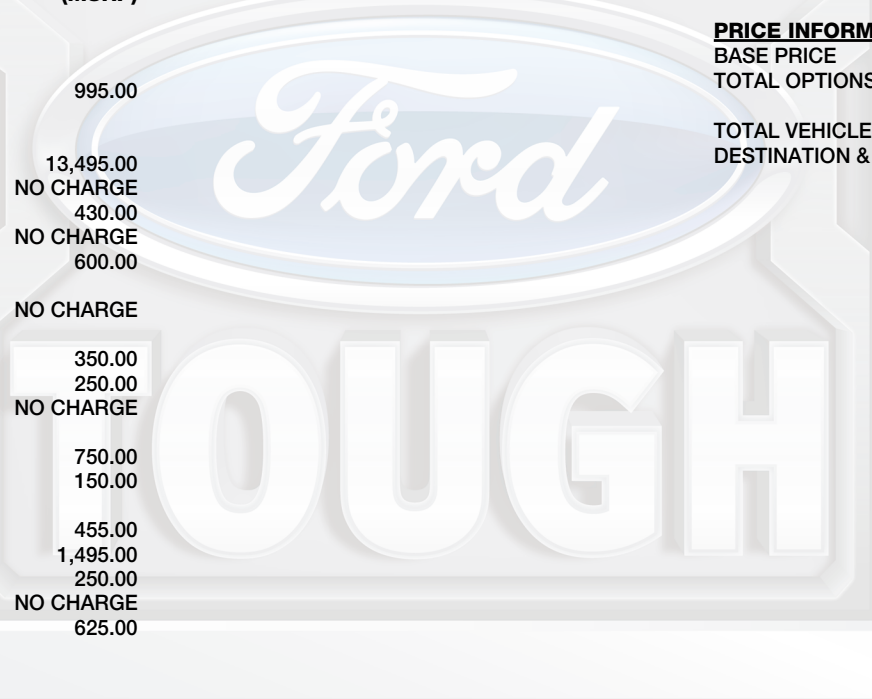 PRICE INFORM
BASE PRICE
995.00
TOTAL OPTIONS
TOTAL VEHICLE
13,495.00
DESTINATION &
NO CHARGE
430.00
NO CHARGE
600.00
NO CHARGE
350.00
250.00
NO CHARGE
750.00
150.00
455.00
1,495.00
250.00
NO CHARGE
625.00
Ford
TOUGH